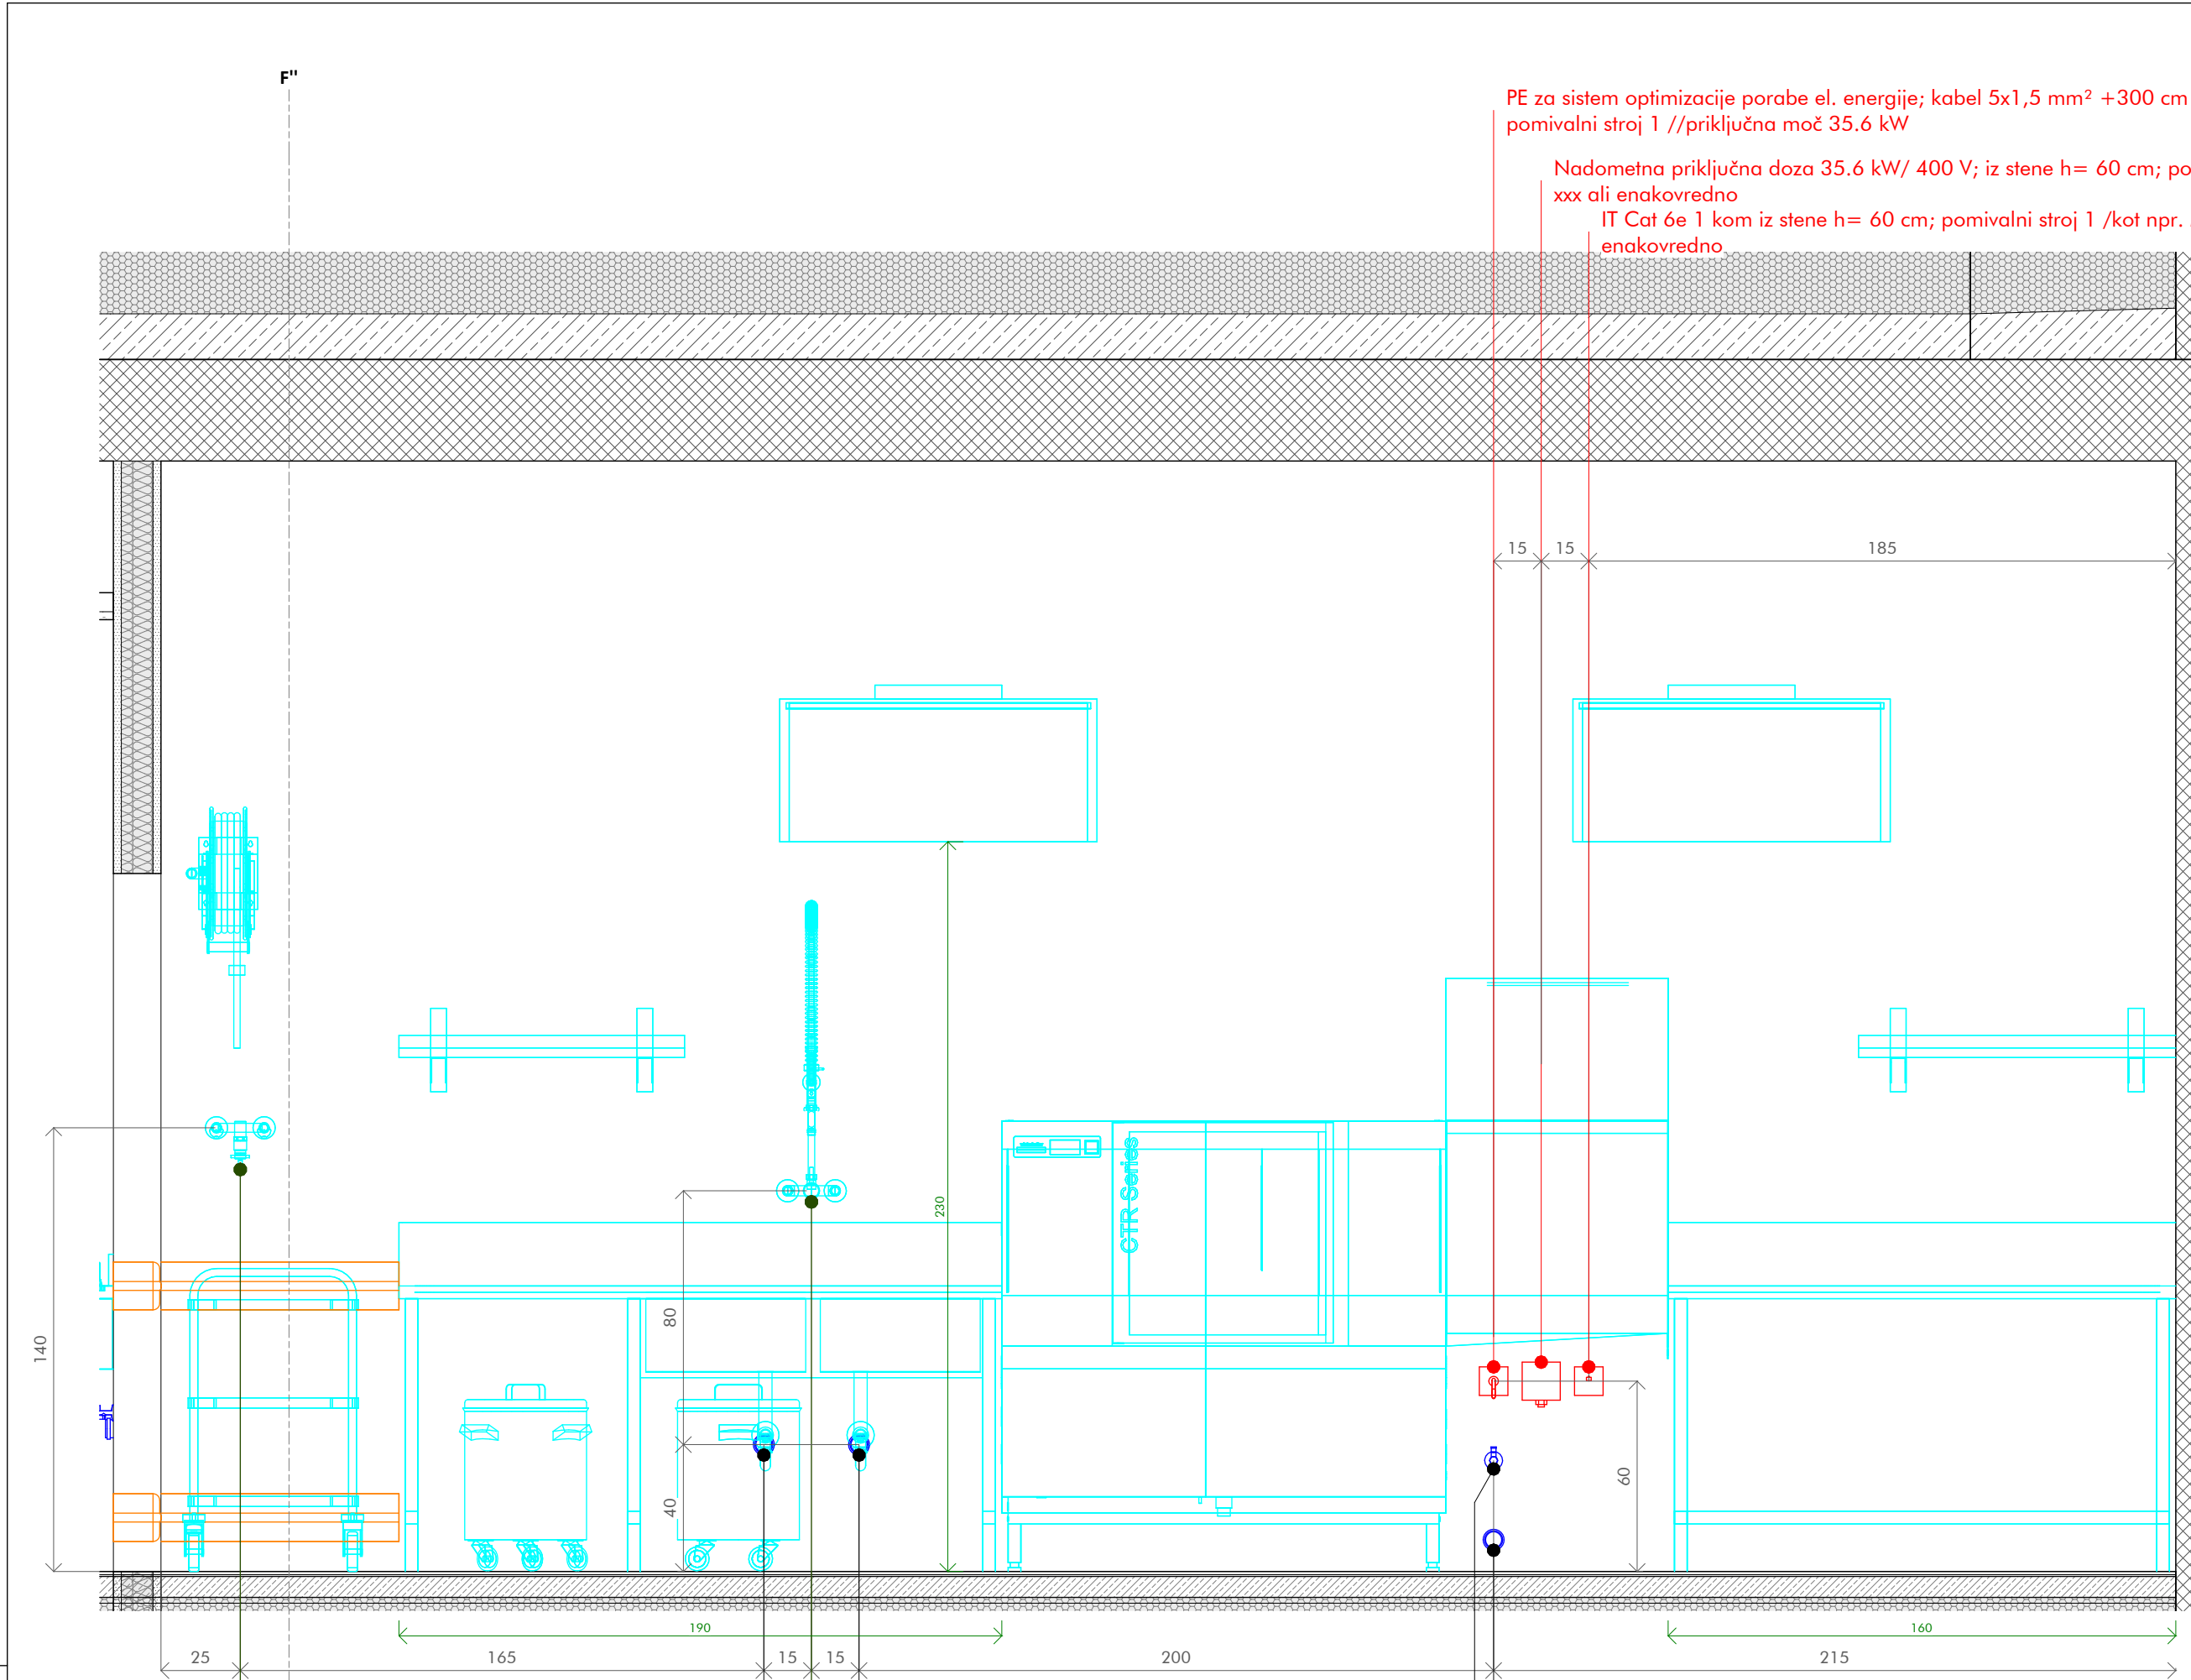 F"
PE za sistem optimizacije porabe el. energije; kabel 5x1,5 mm² +300 cm
pomivalni stroj 1 //priključna moč 35.6 kW
Nadometna priključna doza 35.6 kW/ 400 V; iz stene h= 60 cm; po
xxx ali enakovredno
IT Cat 6e 1 kom iz stene h= 60 cm; pomivalni stroj 1 /kot npr.
enakovredno
15 15 185
CTR Series
230
140
80
40
60
190
160
25 165 15 15 200 215